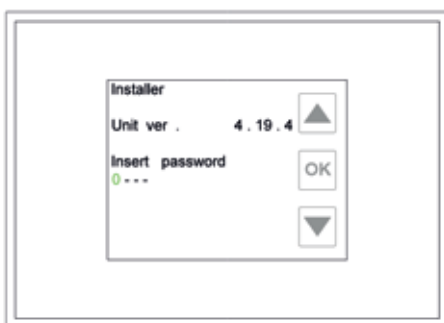 Installer
Unit ver . 4 . 19 . 4
Insert password
0 - - -
OK